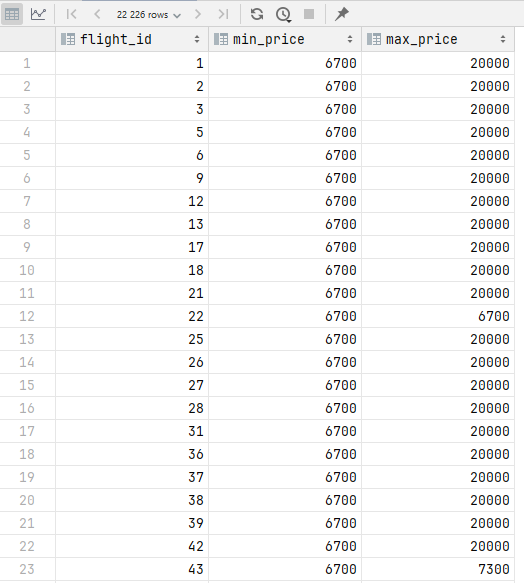 22 226 rows
flight_id min_price max_price
1 1 6700 20000
2 2 6700 20000
3 3 6700 20000
4 5 6700 20000
5 6 6700 20000
6 9 6700 20000
7 12 6700 20000
8 13 6700 20000
9 17 6700 20000
10 18 6700 20000
11 21 6700 20000
12 22 6700 6700
13 25 6700 20000
14 26 6700 20000
15 27 6700 20000
16 28 6700 20000
17 31 6700 20000
18 36 6700 20000
19 37 6700 20000
20 38 6700 20000
21 39 6700 20000
22 42 6700 20000
23 43 6700 7300